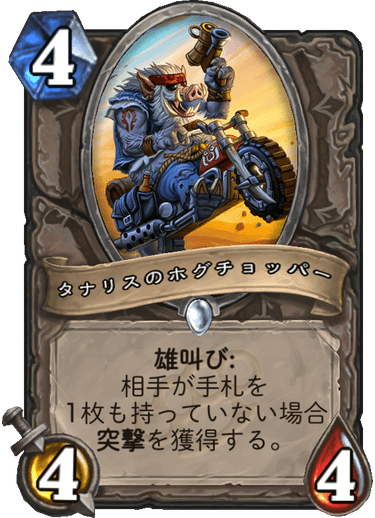 4
タナリスのホグチョッパー
雄叫び:
相手が手札を
1枚も持っていない場合
突撃を獲得する。
4
4